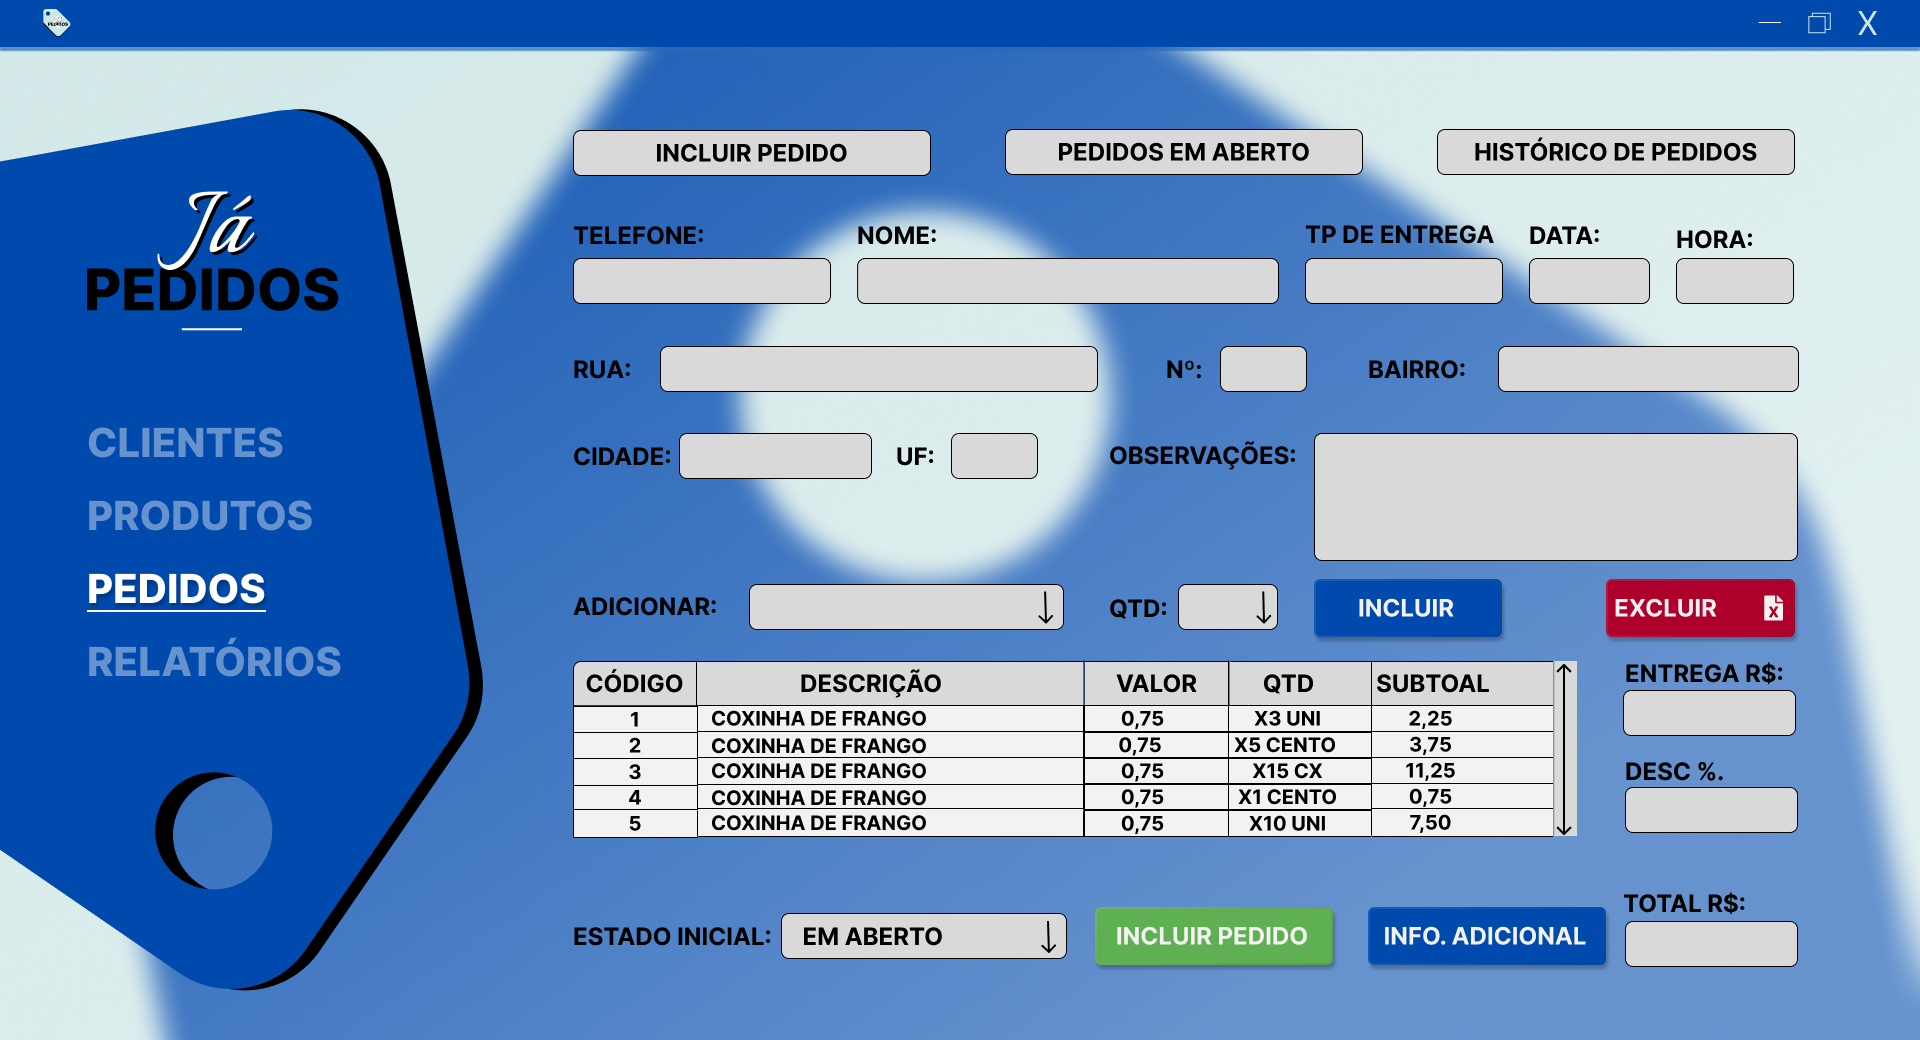 X
Já
PEDIDOS
CLIENTES
PRODUTOS
PEDIDOS
RELATÓRIOS
INCLUIR PEDIDO
PEDIDOS EM ABERTO
HISTÓRICO DE PEDIDOS
TELEFONE:
NOME:
TP DE ENTREGA
DATA:
HORA:
RUA:
Nº:
BAIRRO:
CIDADE:
UF:
OBSERVAÇÕES:
ADICIONAR:
QTD:
INCLUIR
EXCLUIR
CÓDIGO DESCRIÇÃO VALOR QTD SUBTOAL
1 COXINHA DE FRANGO 0,75 X3 UNI 2,25
2 COXINHA DE FRANGO 0,75 X5 CENTO 3,75
3 COXINHA DE FRANGO 0,75 X15 CX 11,25
4 COXINHA DE FRANGO 0,75 X1 CENTO 0,75
5 COXINHA DE FRANGO 0,75 X10 UNI 7,50
ENTREGA R$:
DESC %.
TOTAL R$:
ESTADO INICIAL: EM ABERTO
INCLUIR PEDIDO
INFO. ADICIONAL